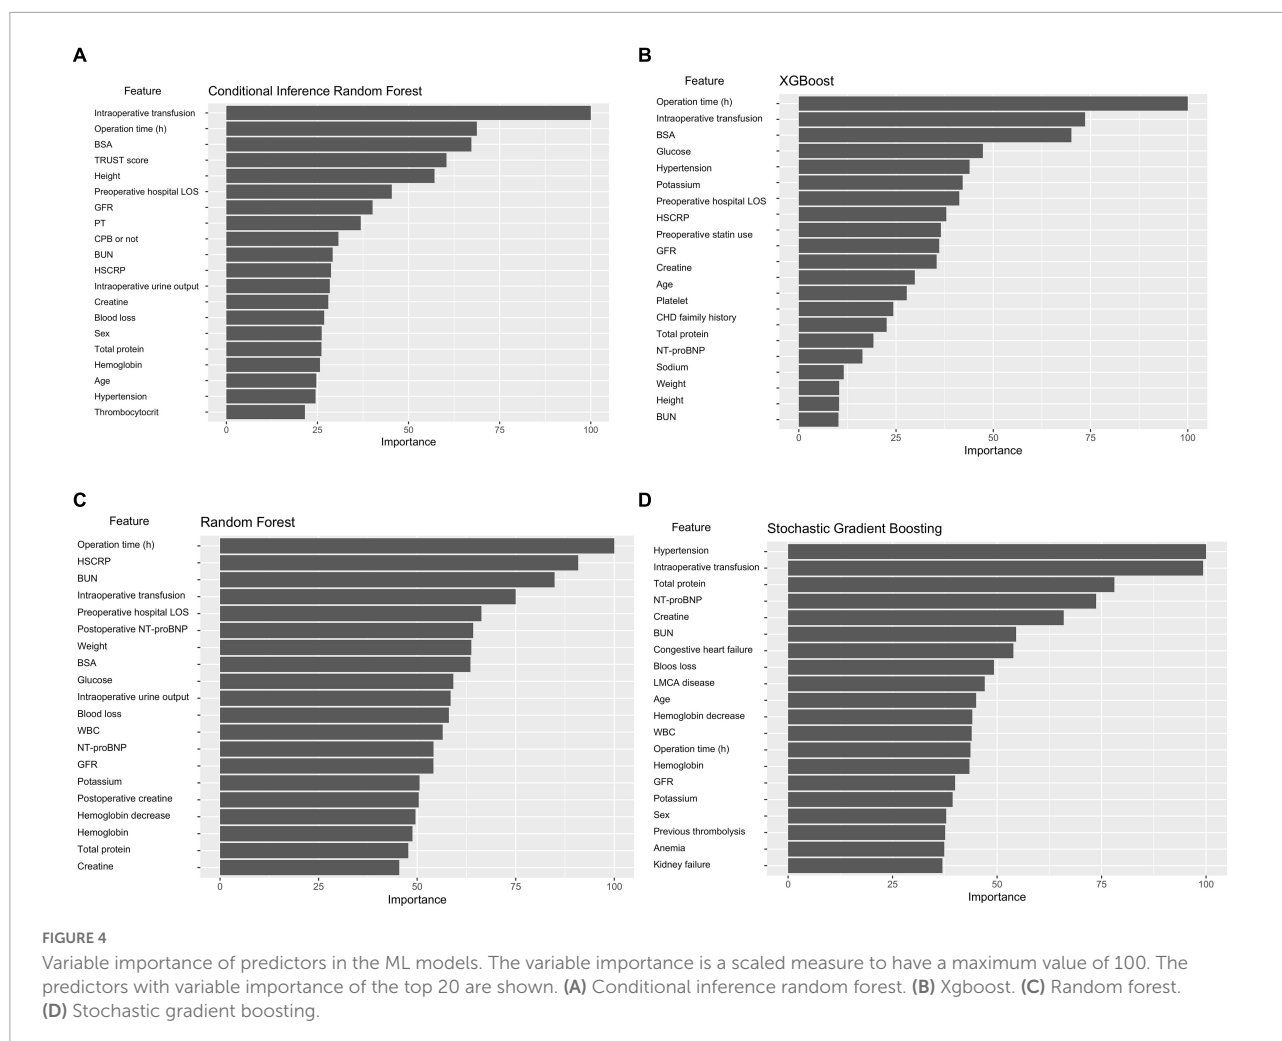 A
Feature
Conditional Inference Random Forest
Intraoperative transfusion
Operation time (h)
BSA
TRUST score
Height
Preoperative hospital LOS
GFR
PT
CPB or not
BUN
HSCRP
Intraoperative urine output
Creatine
Blood loss
Sex
Total protein
Hemoglobin
Age
Hypertension
Thrombocytocrit
0 25 50 75 100
Importance
B
Feature
XGBoost
Operation time (h)
Intraoperative transfusion
BSA
Glucose
Hypertension
Potassium
Preoperative hospital LOS
HSCRP
Preoperative statin use
GFR
Creatine
Age
Platelet
CHD faimily history
Total protein
NT-proBNP
Sodium
Weight
Height
BUN
0 25 50 75 100
Importance
C
Feature
Random Forest
Operation time (h)
HSCRP
BUN
Intraoperative transfusion
Preoperative hospital LOS
Postoperative NT-proBNP
Weight
BSA
Glucose
Intraoperative urine output
Blood loss
WBC
NT-proBNP
GFR
Potassium
Postoperative creatine
Hemoglobin decrease
Hemoglobin
Total protein
Creatine
0 25 50 75 100
Importance
D
Feature
Stochastic Gradient Boosting
Hypertension
Intraoperative transfusion
Total protein
NT-proBNP
Creatine
BUN
Congestive heart failure
Bloos loss
LMCA disease
Age
Hemoglobin decrease
WBC
Operation time (h)
Hemoglobin
GFR
Potassium
Sex
Previous thrombolysis
Anemia
Kidney failure
0 25 50 75 100
Importance
FIGURE 4
Variable importance of predictors in the ML models. The variable importance is a scaled measure to have a maximum value of 100. The
predictors with variable importance of the top 20 are shown. (A) Conditional inference random forest. (B) Xgboost. (C) Random forest.
(D) Stochastic gradient boosting.